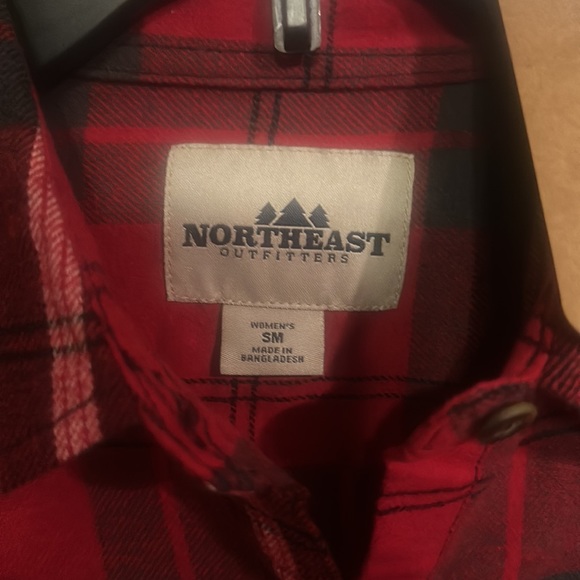 NORTHEAST
OUTFITTERS
WOMEN'S
SM
MADE IN
BANGLADESH